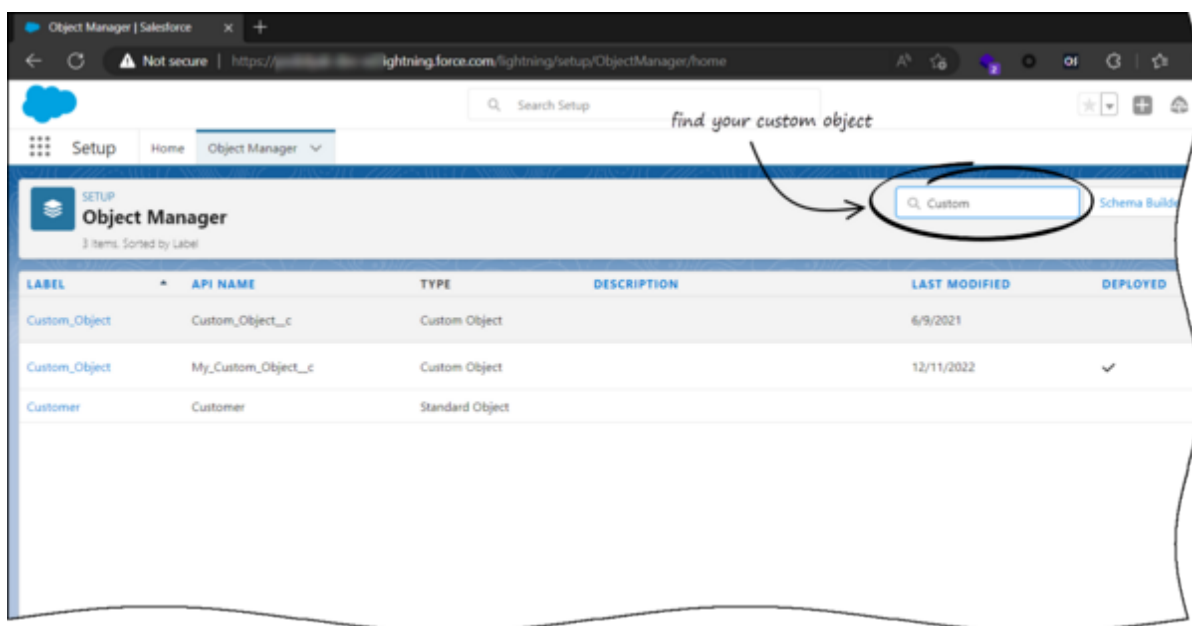 Object Manager | Salesforce
Not secure | https:// lightning.force.com/lightning/setup/ObjectManager/home
Search Setup
find your custom object
Setup Home Object Manager
SETUP
Object Manager
3 items. Sorted by Label
Custom
Schema Builde
LABEL API NAME TYPE DESCRIPTION LAST MODIFIED DEPLOYED
Custom_Object Custom_Object__c Custom Object 6/9/2021
Custom_Object My_Custom_Object__c Custom Object 12/11/2022
Customer Customer Standard Object